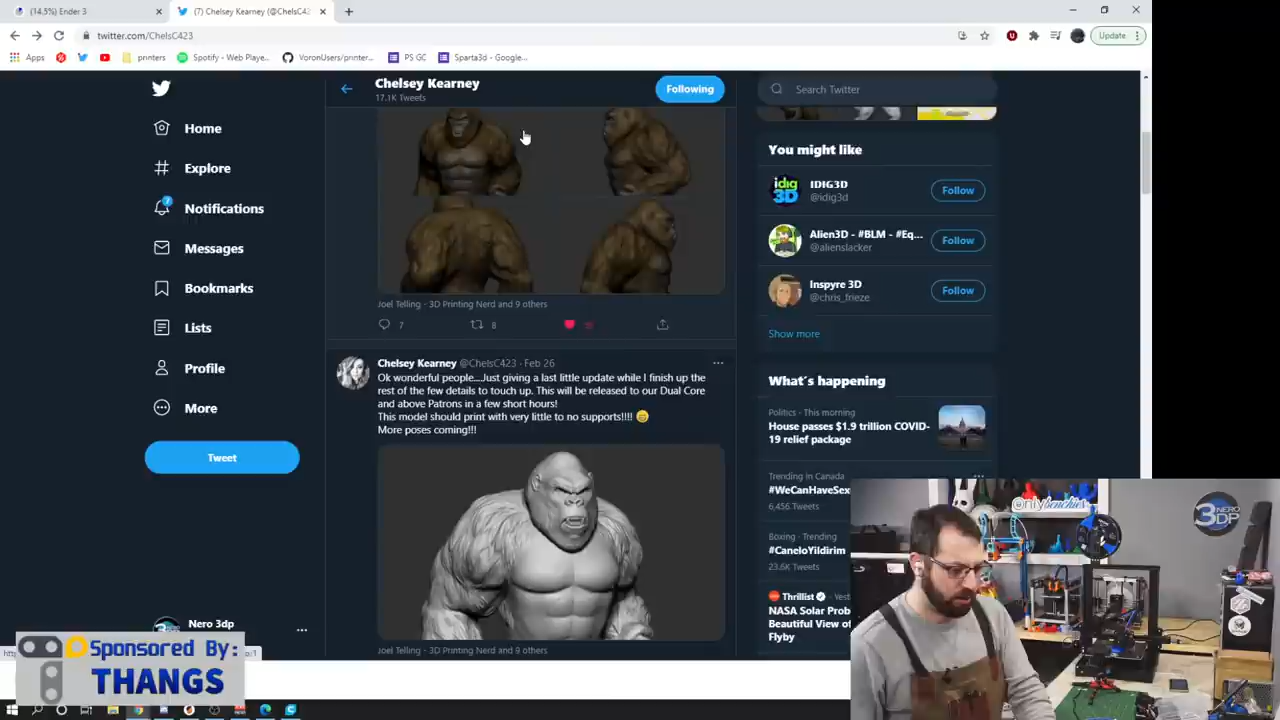 (14.5%) Ender 3
(7) Chelsey Kearney (@ChelsC42
twitter.com/ChelsC423
Update
Apps
printers
Spotify - Web Playe...
VoronUsers/printer...
PS GC
Sparta3d - Google...
Home
Explore
7
Notifications
Messages
Bookmarks
Lists
Profile
More
Tweet
Nero 3dp
Chelsey Kearney
17.1K Tweets
Following
Joel Telling - 3D Printing Nerd and 9 others
7
8
Chelsey Kearney @ChelsC423 · Feb 26
Ok wonderful people....Just giving a last little update while I finish up the
rest of the few details to touch up. This will be released to our Dual Core
and above Patrons in a few short hours!
This model should print with very little to no supports!!!!
More poses coming!!!
Joel Telling - 3D Printing Nerd and 9 others
Search Twitter
You might like
IDIG3D
@idig3d
Follow
Alien3D - #BLM - #Eq...
@alienslacker
Follow
Inspyre 3D
@chris_frieze
Follow
Show more
What's happening
Politics · This morning
House passes $1.9 trillion COVID-
19 relief package
Trending in Canada
#WeCanHaveSex
6,456 Tweets
Boxing · Trending
#CaneloYildirim
23.6K Tweets
Thrillist
NASA Solar Prob
Beautiful View of
Flyby
@nlybenchies
3
NERO
DP
Sponsored By:
THANGS